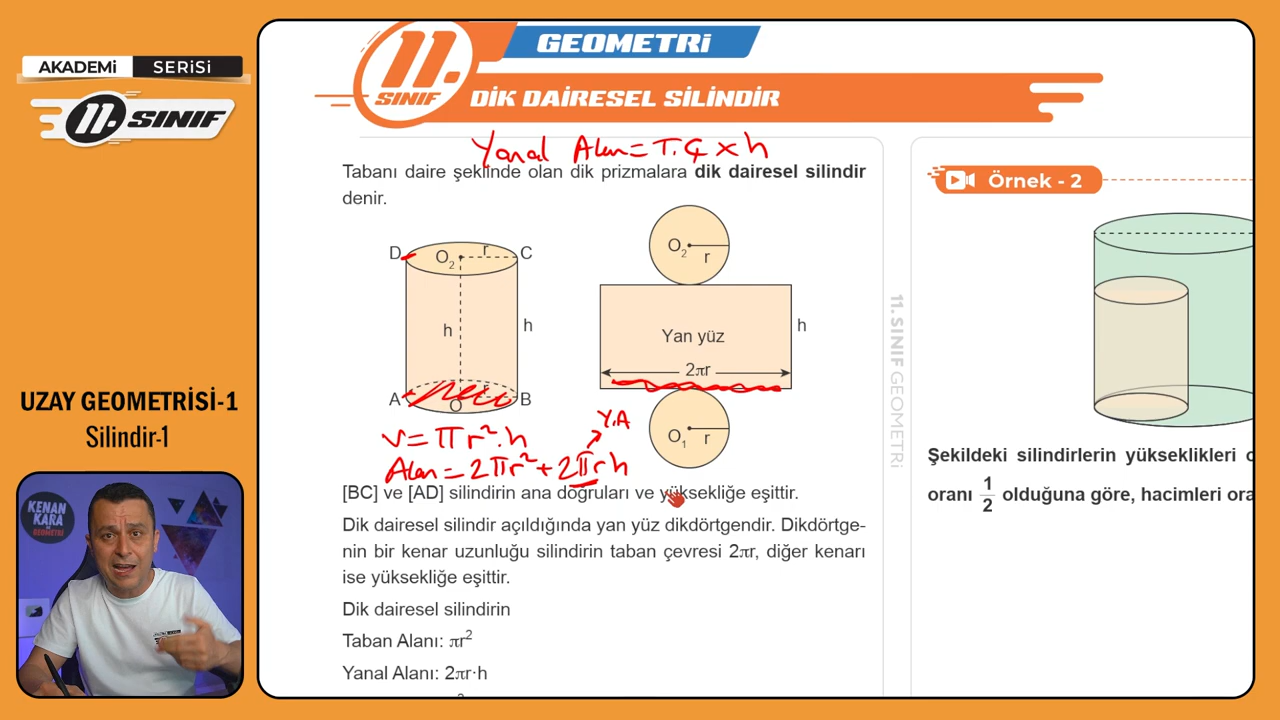 AKADEMİ SERİSİ
11. SINIF
UZAY GEOMETRİSİ-1
Silindir-1
KENAN
KARA
ile
GEOMETRİ
11.
SINIF
GEOMETRİ
DİK DAİRESEL SİLİNDİR
Yanal Alan = T.Ç x h
Tabanı daire şeklinde olan dik prizmalara dik dairesel silindir
denir.
D O2 r C
h h
A O r B
O2 r
Yan yüz h
2πr
O1 r
V = πr².h
Y.A
Alan = 2πr² + 2πrh
[BC] ve [AD] silindirin ana doğruları ve yüksekliğe eşittir.
Dik dairesel silindir açıldığında yan yüz dikdörtgendir. Dikdörtge-
nin bir kenar uzunluğu silindirin taban çevresi 2πr, diğer kenarı
ise yüksekliğe eşittir.
Dik dairesel silindirin
Taban Alanı: πr²
Yanal Alanı: 2πr·h
11. SINIF GEOMETRİ
Örnek - 2
Şekildeki silindirlerin yükseklikleri
oranı 1/2 olduğuna göre, hacimleri